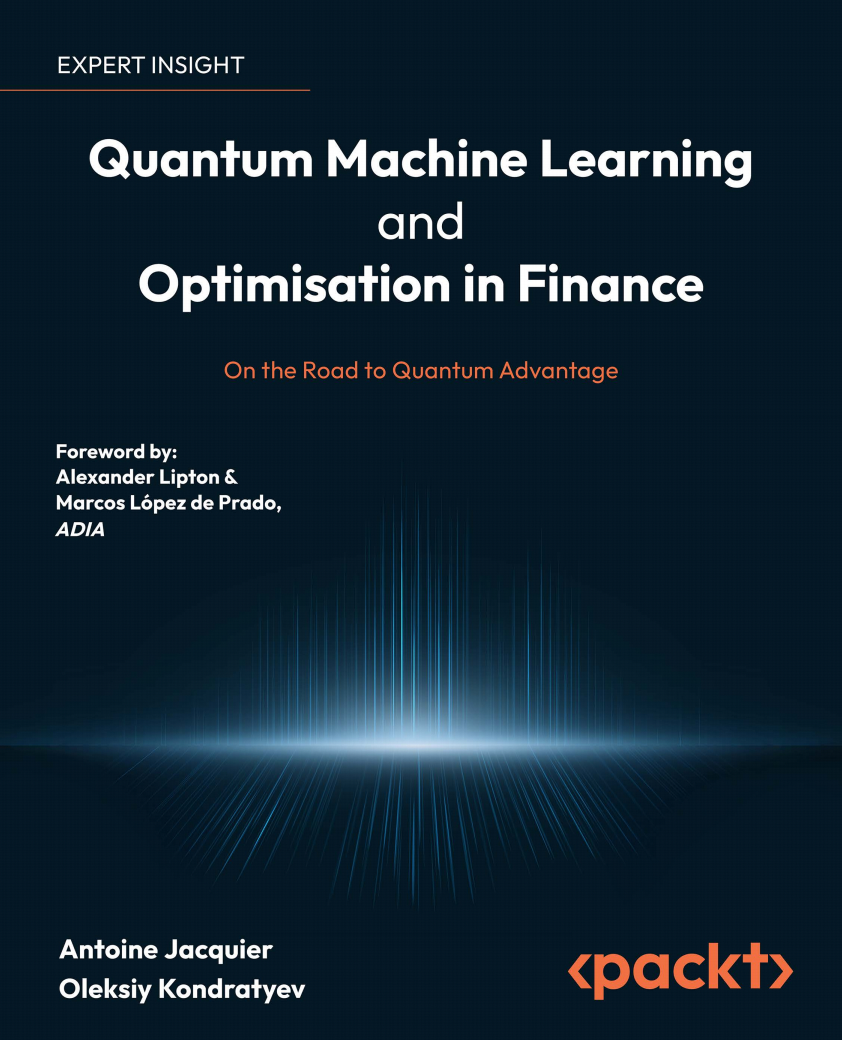 EXPERT INSIGHT
Quantum Machine Learning
and
Optimisation in Finance
On the Road to Quantum Advantage
Foreword by:
Alexander Lipton &
Marcos López de Prado,
ADIA
Antoine Jacquier
Oleksiy Kondratyev
<packt>